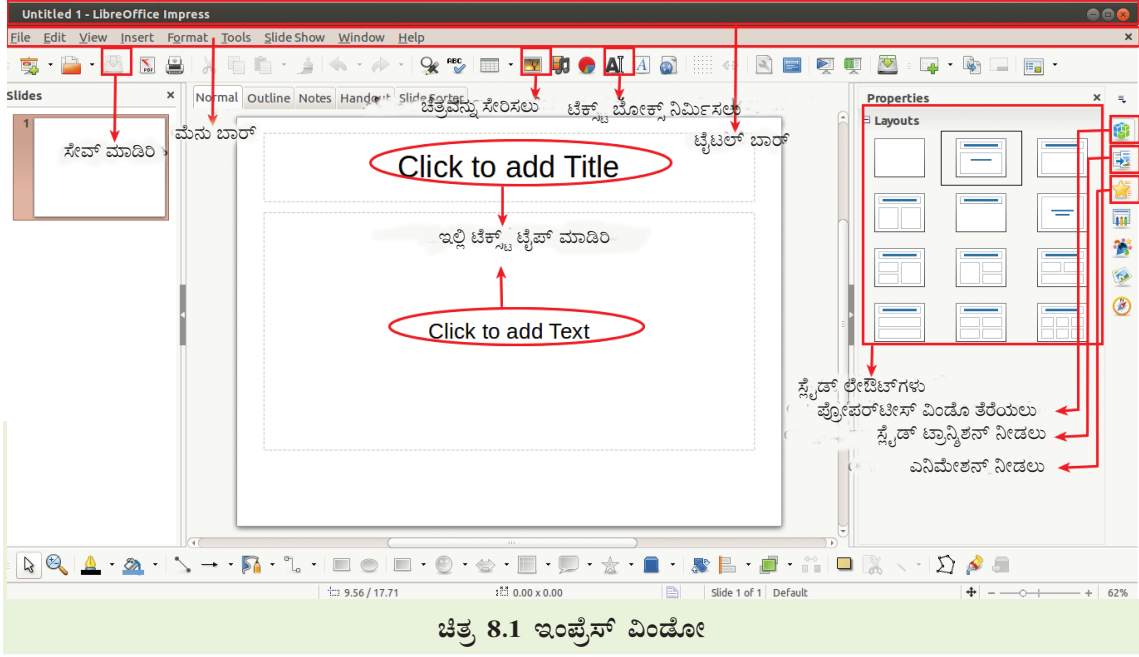 Untitled 1 - LibreOffice Impress
File Edit View Insert Format Tools Slide Show Window Help
Slides
Normal Outline Notes Handout Slide Sorter
Properties
Layouts
1
ಚಿತ್ರವನ್ನು ಸೇರಿಸಲು
ಟೆಕ್ಸ್ಟ್ ಬೋಕ್ಸ್ ನಿರ್ಮಿಸಲು
ಮೆನು ಬಾರ್
ಟೈಟಲ್ ಬಾರ್
ಸೇವ್ ಮಾಡಿರಿ
Click to add Title
ಇಲ್ಲಿ ಟೆಕ್ಸ್ಟ್ ಟೈಪ್ ಮಾಡಿರಿ
Click to add Text
ಸ್ಲೈಡ್ ಲೇಔಟ್‌ಗಳು
ಪ್ರೋಪರ್‌ಟೀಸ್ ವಿಂಡೊ ತೆರೆಯಲು
ಸ್ಲೈಡ್ ಟ್ರಾನ್ಶಿಶನ್ ನೀಡಲು
ಎನಿಮೇಶನ್ ನೀಡಲು
9.56 / 17.71 0.00 x 0.00 Slide 1 of 1 Default 62%
ಚಿತ್ರ 8.1 ಇಂಪ್ರೆಸ್ ವಿಂಡೋ